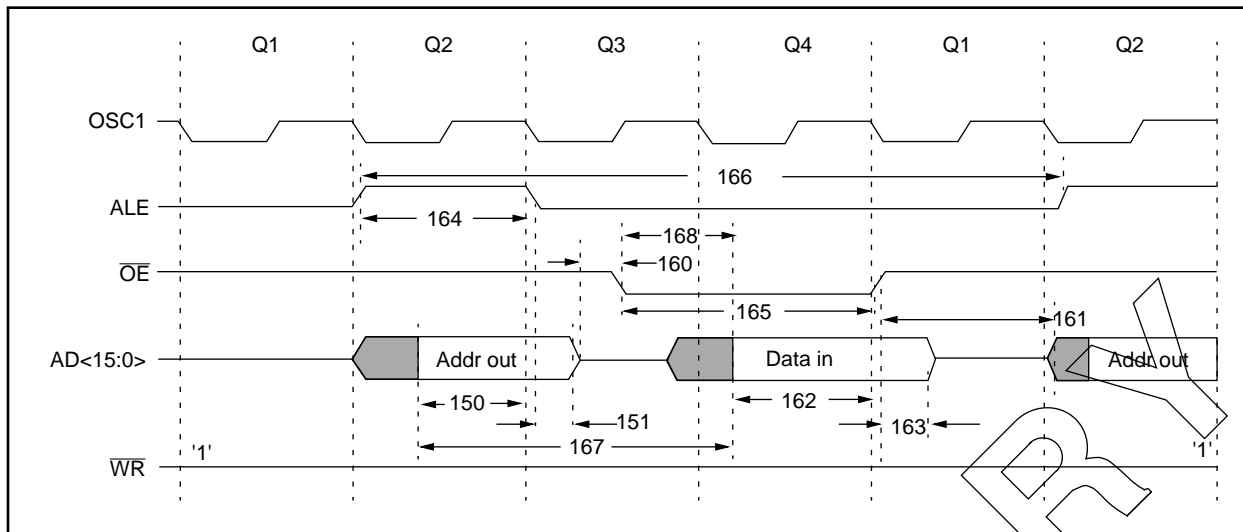 Q1 Q2 Q3 Q4 Q1 Q2
OSC1
166
ALE
164
168
OE
160
165
161
AD<15:0>
Addr out
Data in
Addr out
150
162
151
163
167
'1'
'1'
WR
R Y